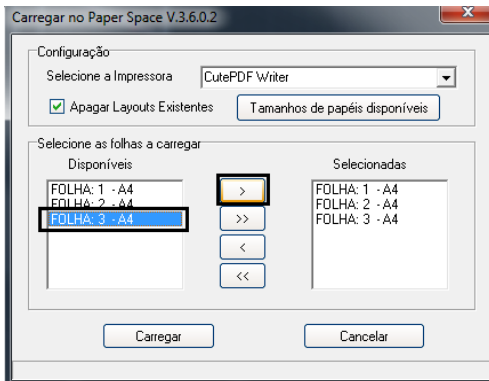 Carregar no Paper Space V.3.6.0.2
Configuração
Selecione a Impressora CutePDF Writer
Apagar Layouts Existentes Tamanhos de papéis disponíveis
Selecione as folhas a carregar
Disponíveis Selecionadas
FOLHA: 1 - A4 > FOLHA: 1 - A4
FOLHA: 2 - A4 FOLHA: 2 - A4
FOLHA: 3 - A4 >> FOLHA: 3 - A4
<
<<
Carregar Cancelar